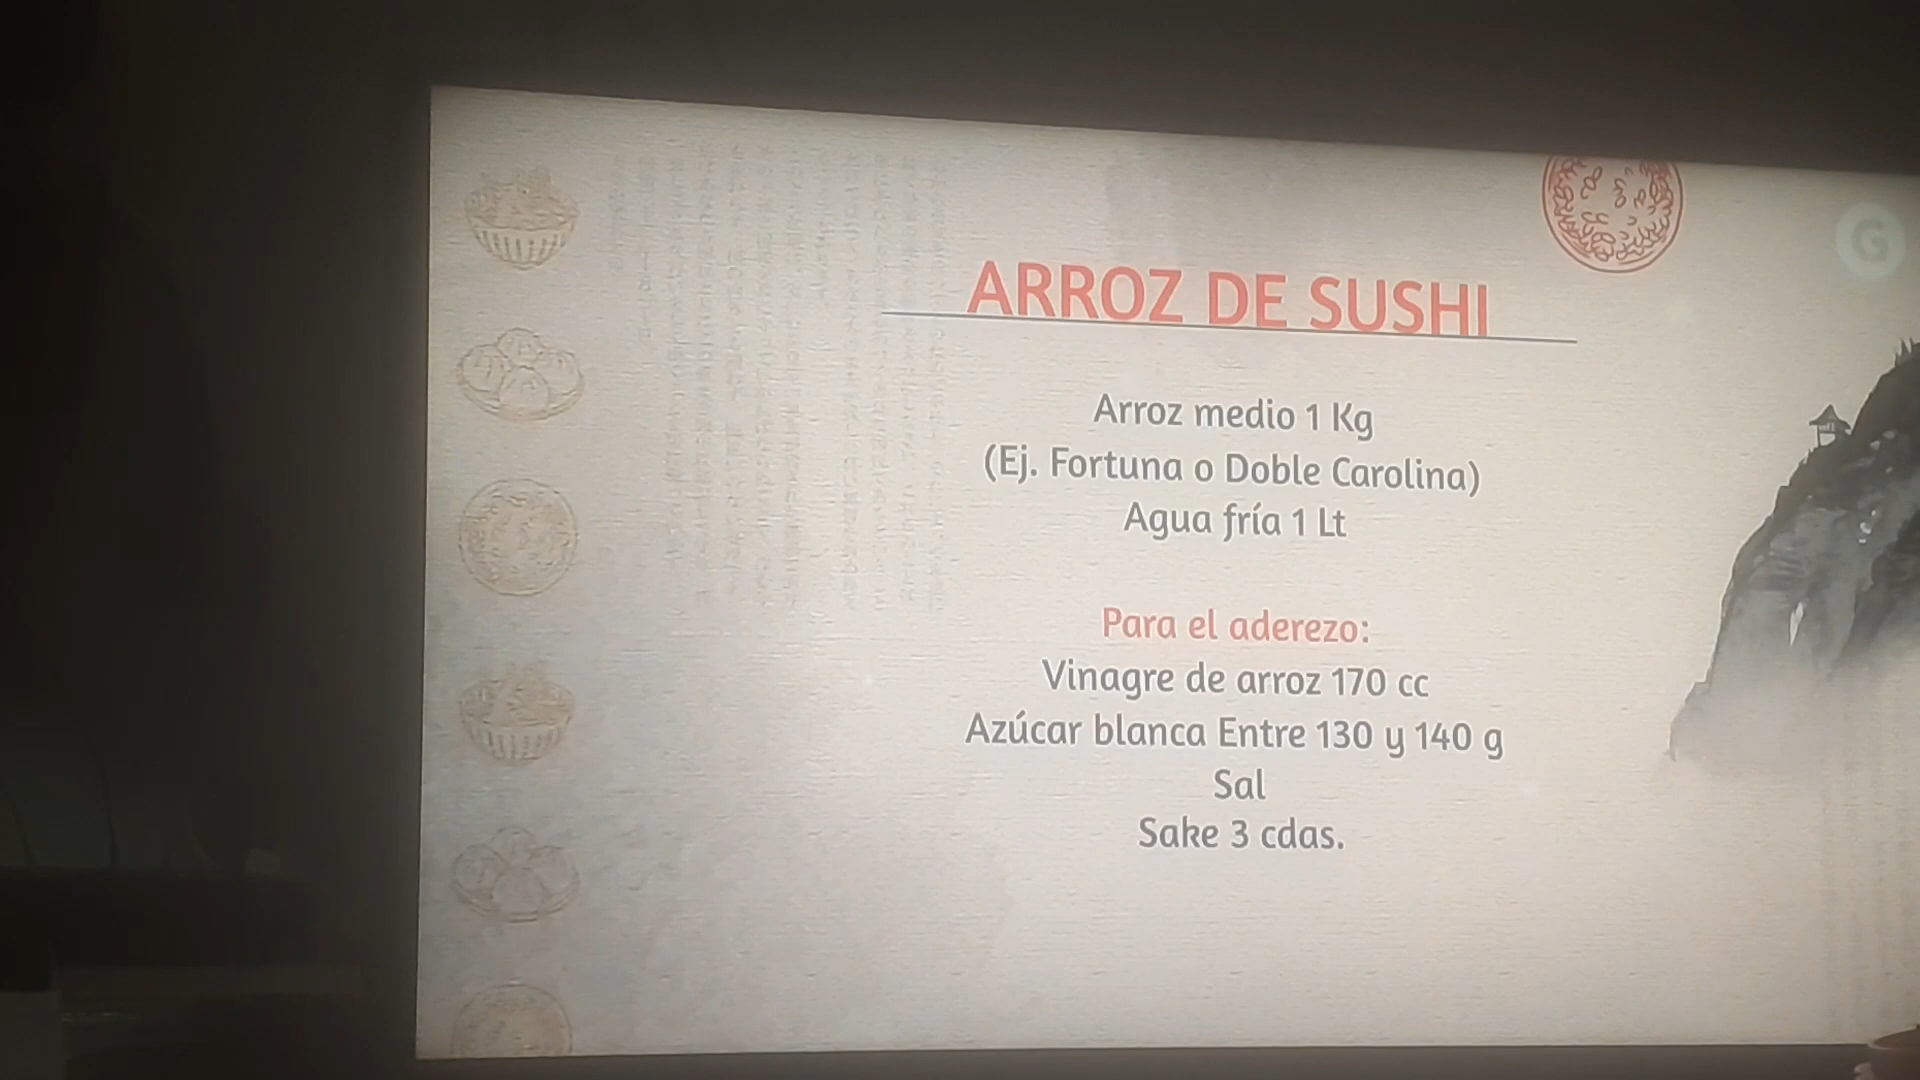 ARROZ DE SUSHI
Arroz medio 1 Kg
(Ej. Fortuna o Doble Carolina)
Agua fría 1 Lt
Para el aderezo:
Vinagre de arroz 170 cc
Azúcar blanca Entre 130 y 140 g
Sal
Sake 3 cdas.
G